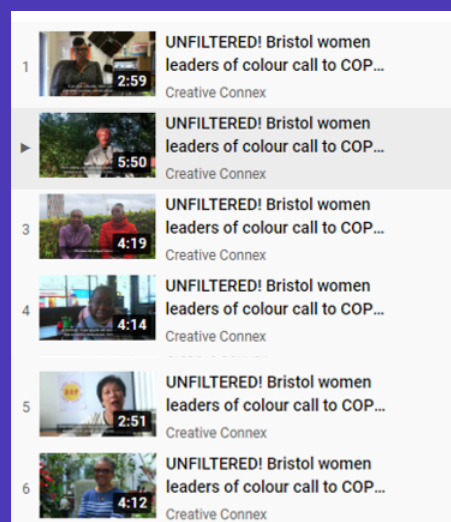 1
UNFILTERED! Bristol women
leaders of colour call to COP...
Creative Connex
2:59
UNFILTERED! Bristol women
leaders of colour call to COP...
Creative Connex
5:50
3
UNFILTERED! Bristol women
leaders of colour call to COP...
Creative Connex
4:19
4
UNFILTERED! Bristol women
leaders of colour call to COP...
Creative Connex
4:14
5
UNFILTERED! Bristol women
leaders of colour call to COP...
Creative Connex
2:51
6
UNFILTERED! Bristol women
leaders of colour call to COP...
Creative Connex
4:12